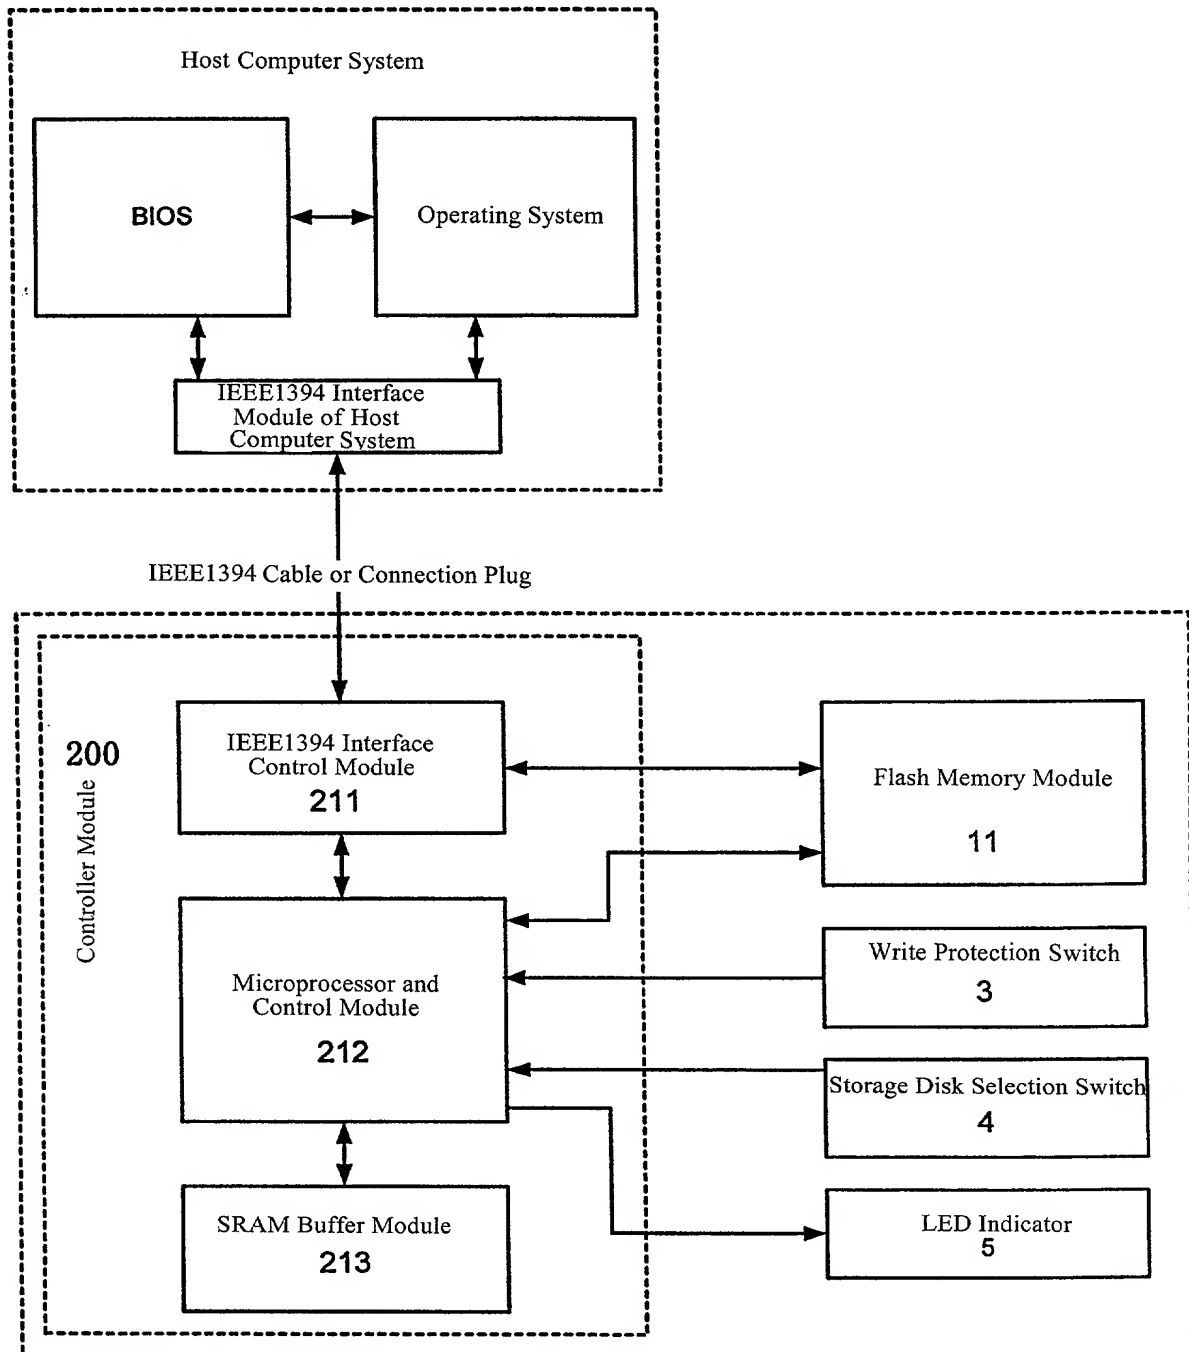 Host Computer System
BIOS
Operating System
IEEE1394 Interface
Module of Host
Computer System
IEEE1394 Cable or Connection Plug
200
Controller Module
IEEE1394 Interface
Control Module
211
Flash Memory Module
11
Microprocessor and
Control Module
212
Write Protection Switch
3
Storage Disk Selection Switch
4
SRAM Buffer Module
213
LED Indicator
5